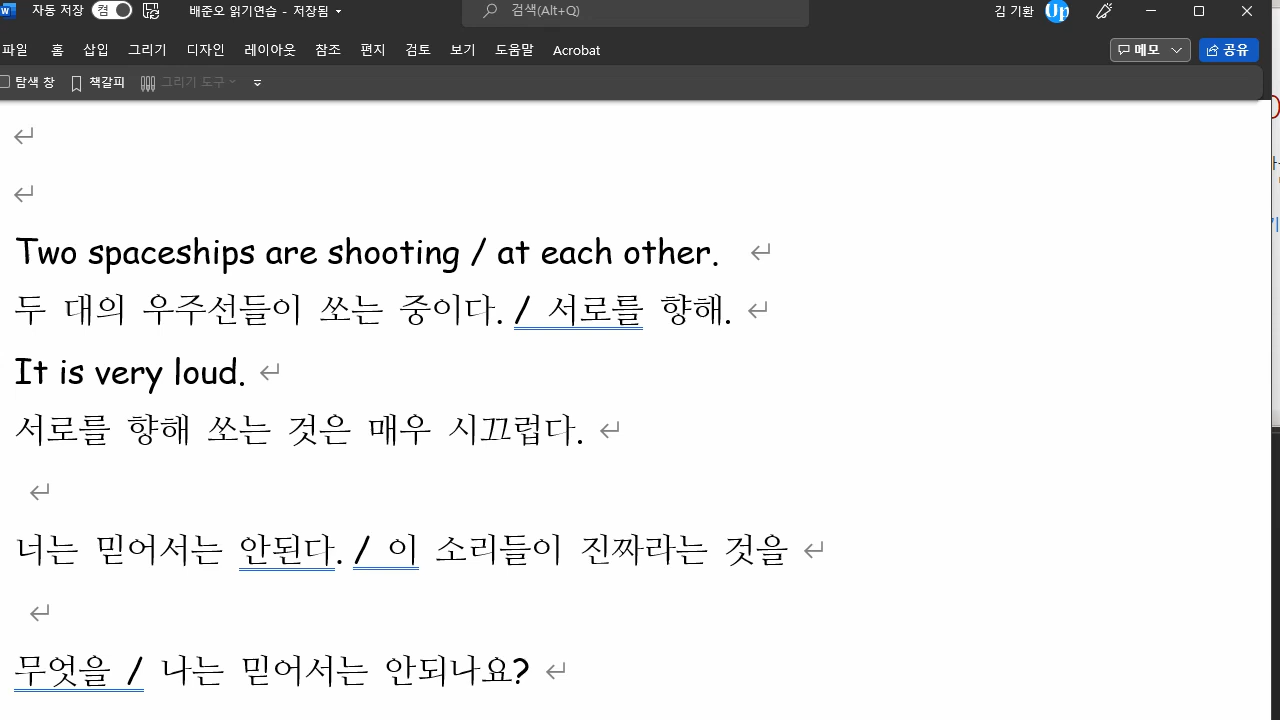 자동 저장 켬 배준오 읽기연습 - 저장됨 검색(Alt+Q) 김 기환 Up
파일 홈 삽입 그리기 디자인 레이아웃 참조 편지 검토 보기 도움말 Acrobat 메모 공유
탐색 창 책갈피 그리기 도구
Two spaceships are shooting / at each other.
두 대의 우주선들이 쏘는 중이다. / 서로를 향해.
It is very loud.
서로를 향해 쏘는 것은 매우 시끄럽다.
너는 믿어서는 안된다. / 이 소리들이 진짜라는 것을
무엇을 / 나는 믿어서는 안되나요?